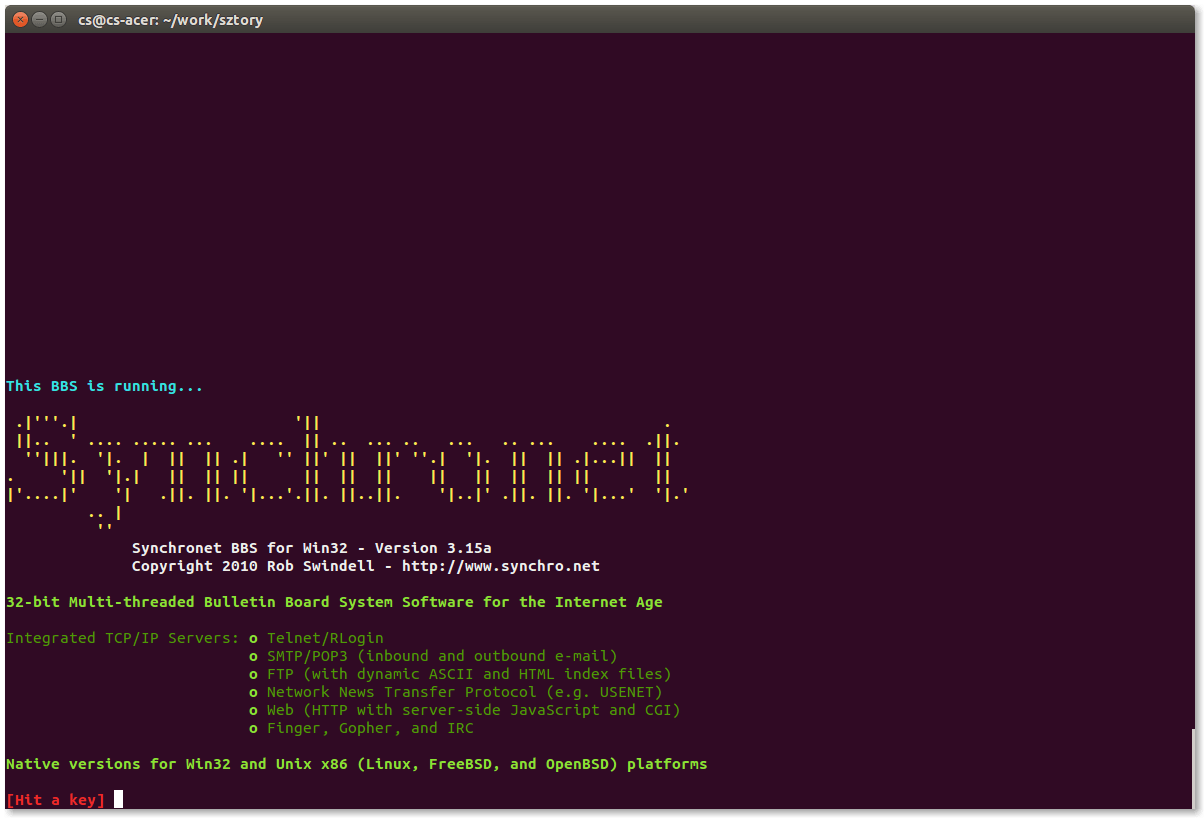 cs@cs-acer: ~/work/sztory
This BBS is running...
Synchronet
Synchronet BBS for Win32 - Version 3.15a
Copyright 2010 Rob Swindell - http://www.synchro.net
32-bit Multi-threaded Bulletin Board System Software for the Internet Age
Integrated TCP/IP Servers: o Telnet/RLogin
o SMTP/POP3 (inbound and outbound e-mail)
o FTP (with dynamic ASCII and HTML index files)
o Network News Transfer Protocol (e.g. USENET)
o Web (HTTP with server-side JavaScript and CGI)
o Finger, Gopher, and IRC
Native versions for Win32 and Unix x86 (Linux, FreeBSD, and OpenBSD) platforms
[Hit a key]